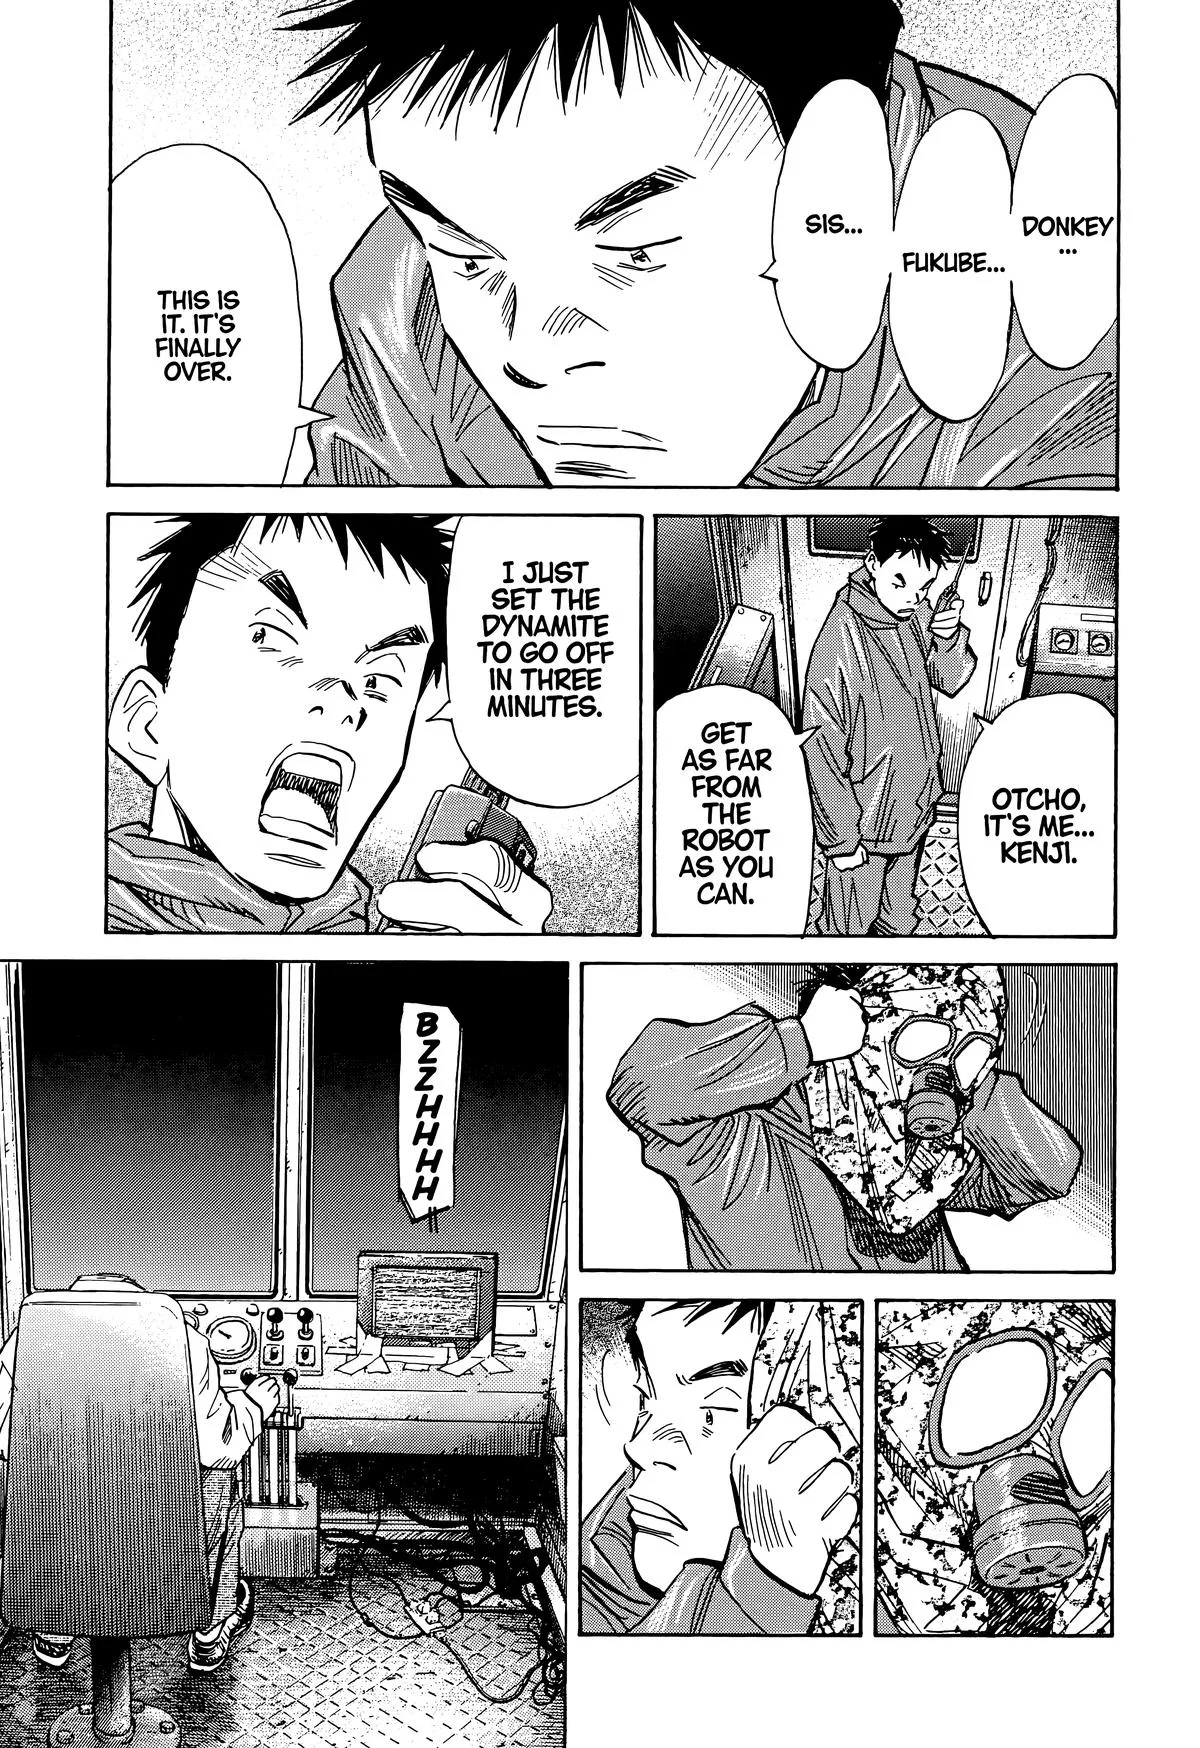 DONKEY
...
FUKUBE...
SIS...
THIS IS
IT. IT'S
FINALLY
OVER.
OTCHO,
IT'S ME...
KENJI.
GET
AS FAR
FROM
THE
ROBOT
AS YOU
CAN.
I JUST
SET THE
DYNAMITE
TO GO OFF
IN THREE
MINUTES.
BZZHHHH